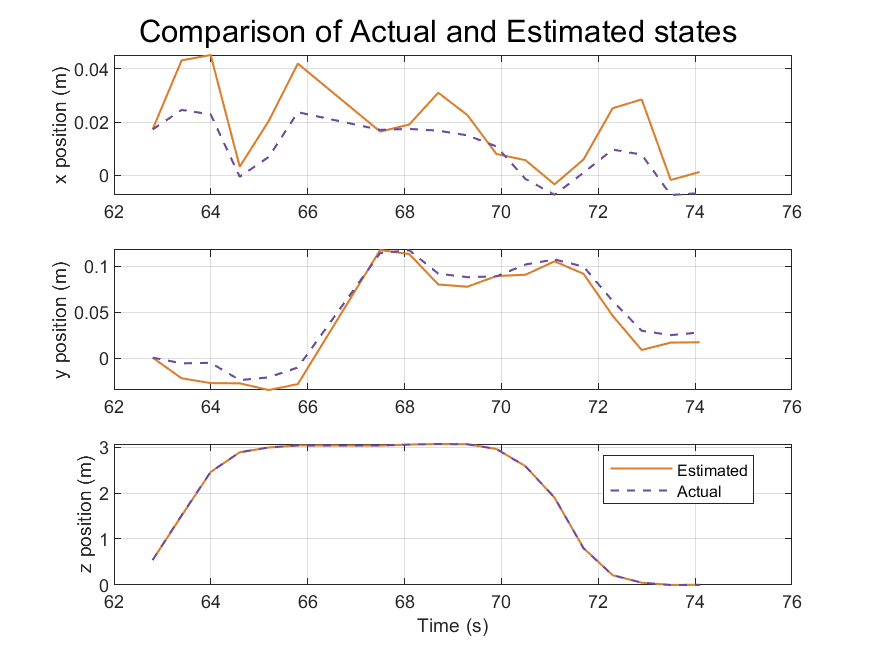 Comparison of Actual and Estimated states
x position (m)
0.04
0.02
0
62 64 66 68 70 72 74 76
y position (m)
0.1
0.05
0
62 64 66 68 70 72 74 76
z position (m)
3
2
1
0
Estimated
Actual
62 64 66 68 70 72 74 76
Time (s)